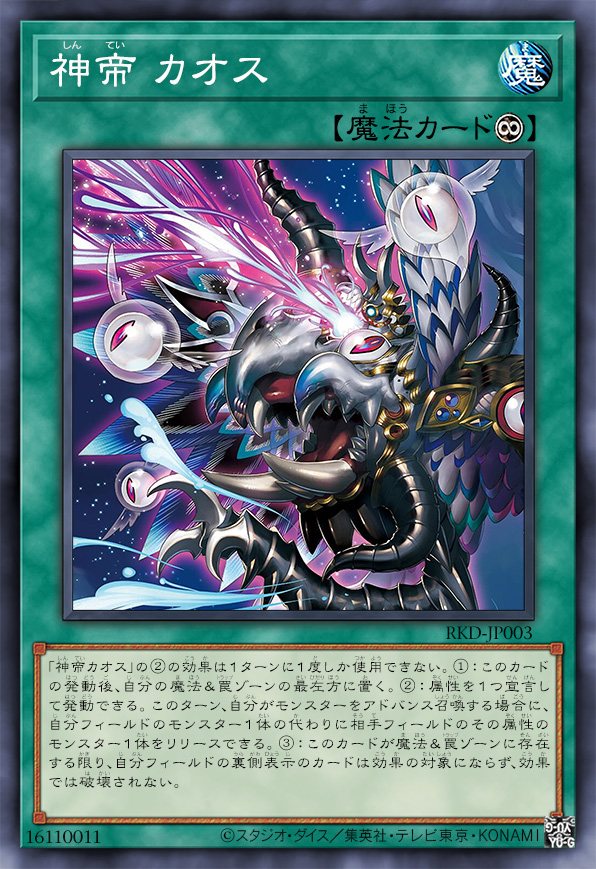 神帝 カオス
【魔法カード】
RKD-JP003
「神帝カオス」の②の効果は1ターンに1度しか使用できない。①：このカード
の発動後、自分の魔法＆罠ゾーンの最左方に置く。②：属性を1つ宣言し
て発動できる。このターン、自分がモンスターをアドバンス召喚する場合に、
自分フィールドのモンスター1体の代わりに相手フィールドのその属性の
モンスター1体をリリースできる。③：このカードが魔法＆罠ゾーンに存在
する限り、自分フィールドの裏側表示のカードは効果の対象にならず、効果
では破壊されない。
16110011
©スタジオ・ダイス／集英社・テレビ東京・KONAMI